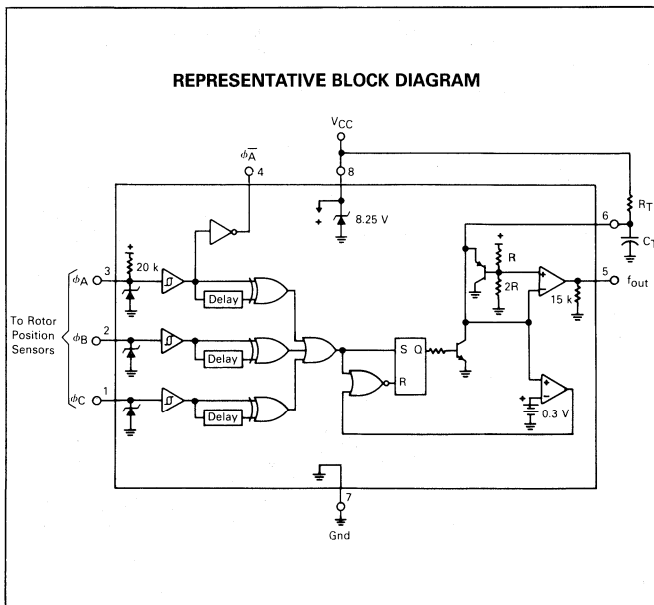 REPRESENTATIVE BLOCK DIAGRAM
VCC
ϕA̅
4
8
8.25 V
RT
6
CT
ϕA
3
20 k
Delay
R
2R
15 k
5
fout
To Rotor
Position
Sensors
ϕB
2
Delay
S Q
R
ϕC
1
Delay
0.3 V
7
Gnd